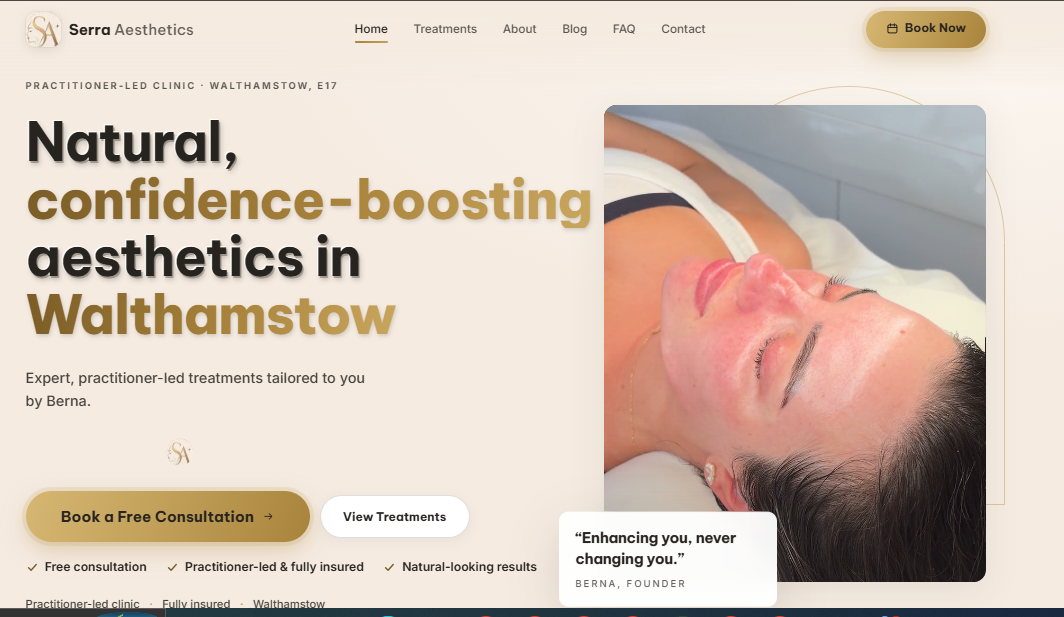 SA
Serra Aesthetics
Home
Treatments
About
Blog
FAQ
Contact
Book Now
PRACTITIONER-LED CLINIC · WALTHAMSTOW, E17
Natural,
confidence-boosting
aesthetics in
Walthamstow
Expert, practitioner-led treatments tailored to you
by Berna.
SA
Book a Free Consultation →
View Treatments
Free consultation
Practitioner-led & fully insured
Natural-looking results
Practitioner-led clinic · Fully insured · Walthamstow
“Enhancing you, never
changing you.”
BERNA, FOUNDER